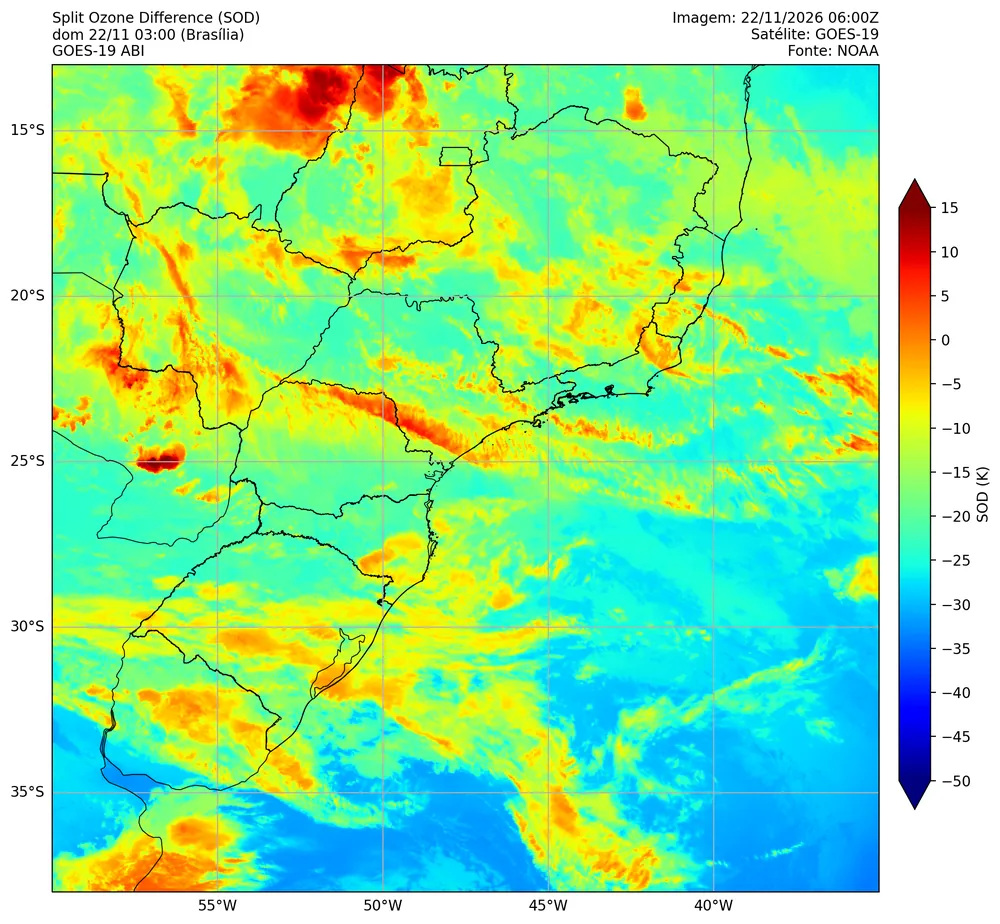 Split Ozone Difference (SOD)
dom 22/11 03:00 (Brasília)
GOES-19 ABI
Imagem: 22/11/2026 06:00Z
Satélite: GOES-19
Fonte: NOAA
15°S
20°S
25°S
30°S
35°S
55°W
50°W
45°W
40°W
15
10
5
0
−5
−10
−15
−20
−25
−30
−35
−40
−45
−50
SOD (K)